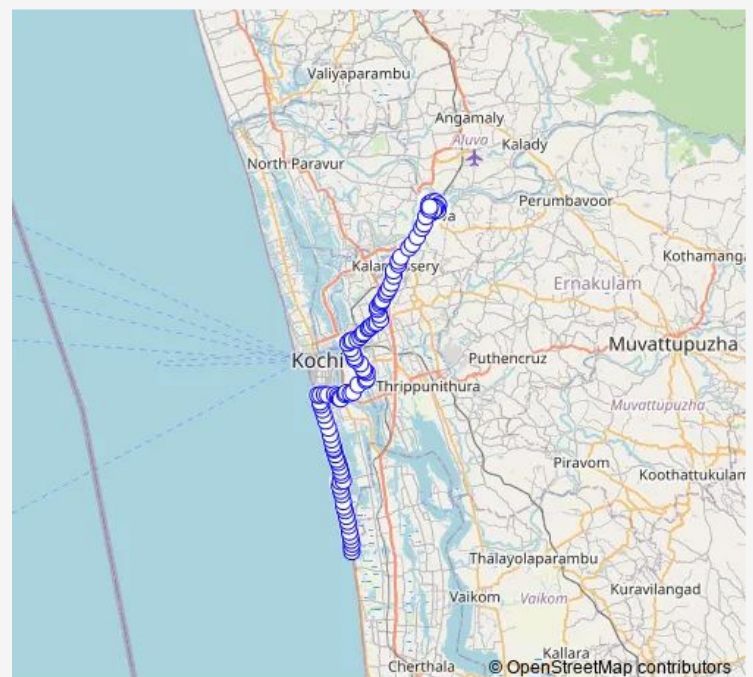 Valiyaparambu
Angamaly
Aluva
Kalady
North Paravur
Perumbavoor
Kothamanga
Ernakulam
Kochi
Puthencruz
Muvattupuzha
Thrippunithura
Muvattupuzha
Piravom
Koothattukulam
Thalayolaparambu
Kuravilangad
Vaikom
Vaikom
Kallara
Cherthala
© OpenStreetMap contributors